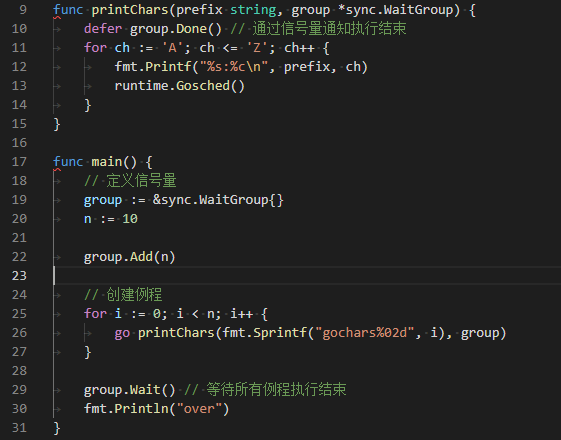 9 func printChars(prefix string, group *sync.WaitGroup) {
10 defer group.Done() // 通过信号量通知执行结束
11 for ch := 'A'; ch <= 'Z'; ch++ {
12 fmt.Printf("%s:%c\n", prefix, ch)
13 runtime.Gosched()
14 }
15 }
16
17 func main() {
18 // 定义信号量
19 group := &sync.WaitGroup{}
20 n := 10
21
22 group.Add(n)
23
24 // 创建例程
25 for i := 0; i < n; i++ {
26 go printChars(fmt.Sprintf("gochars%02d", i), group)
27 }
28
29 group.Wait() // 等待所有例程执行结束
30 fmt.Println("over")
31 }